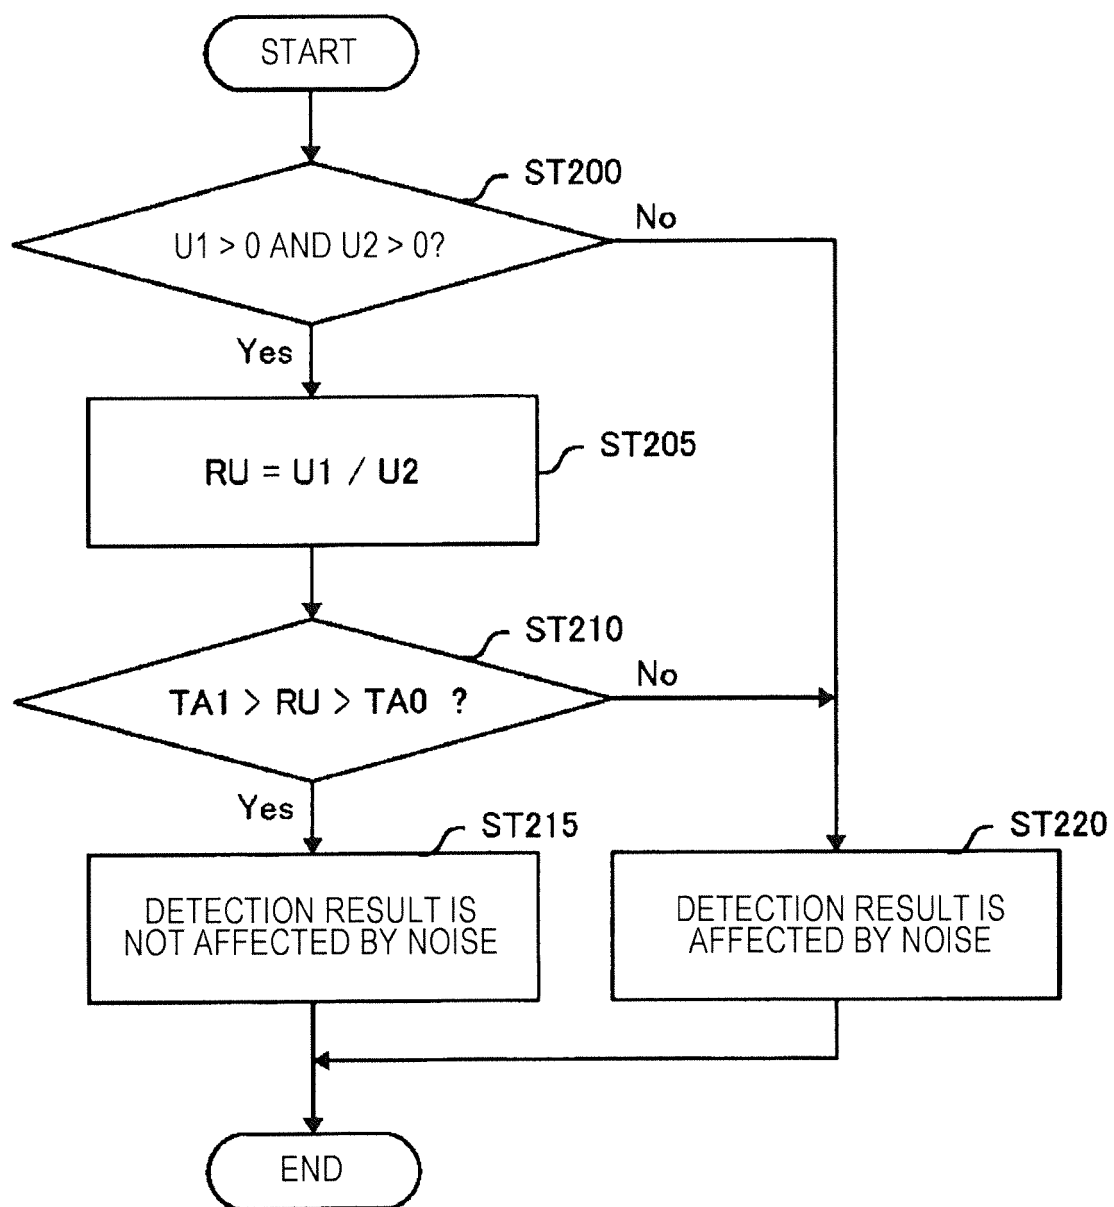 START
ST200
U1 > 0 AND U2 > 0?
No
Yes
RU = U1 / U2
ST205
ST210
TA1 > RU > TA0 ?
No
Yes
ST215
ST220
DETECTION RESULT IS
NOT AFFECTED BY NOISE
DETECTION RESULT IS
AFFECTED BY NOISE
END